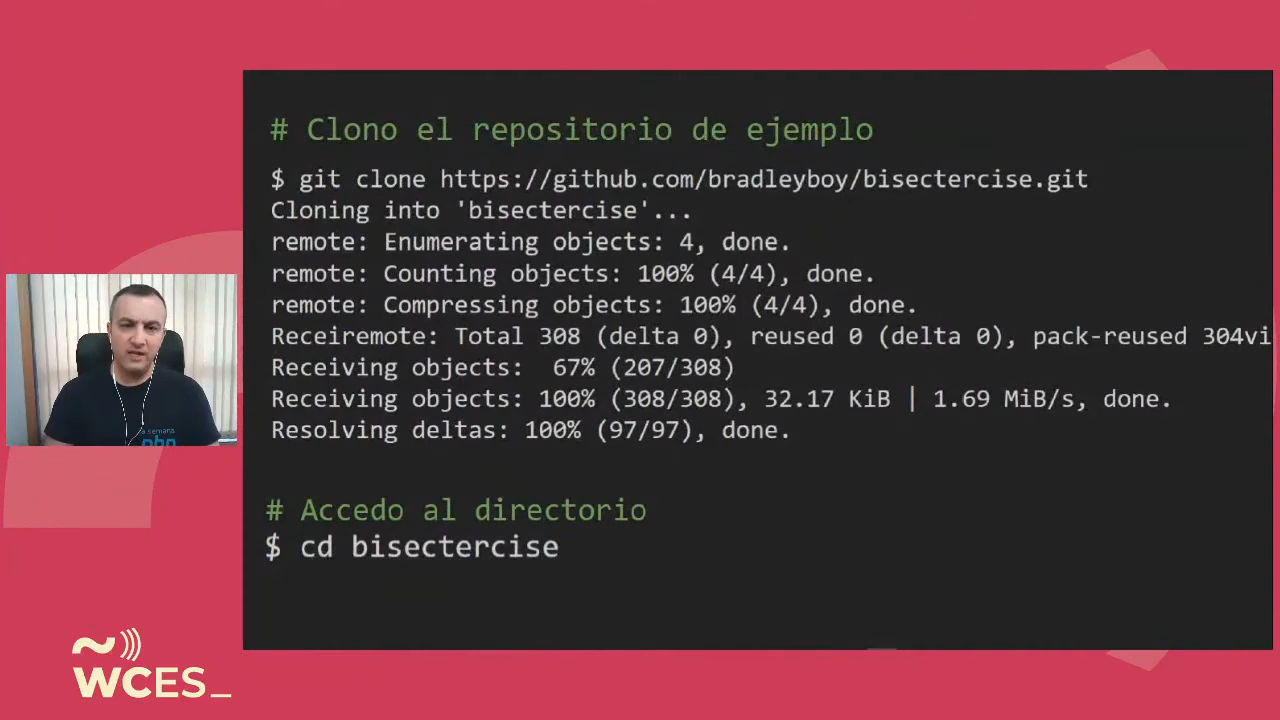 # Clono el repositorio de ejemplo
$ git clone https://github.com/bradleyboy/bisectercise.git
Cloning into 'bisectercise'...
remote: Enumerating objects: 4, done.
remote: Counting objects: 100% (4/4), done.
remote: Compressing objects: 100% (4/4), done.
Receiremote: Total 308 (delta 0), reused 0 (delta 0), pack-reused 304vi
Receiving objects:  67% (207/308)
Receiving objects: 100% (308/308), 32.17 KiB | 1.69 MiB/s, done.
Resolving deltas: 100% (97/97), done.
# Accedo al directorio
$ cd bisectercise
la semana
php
WCES_